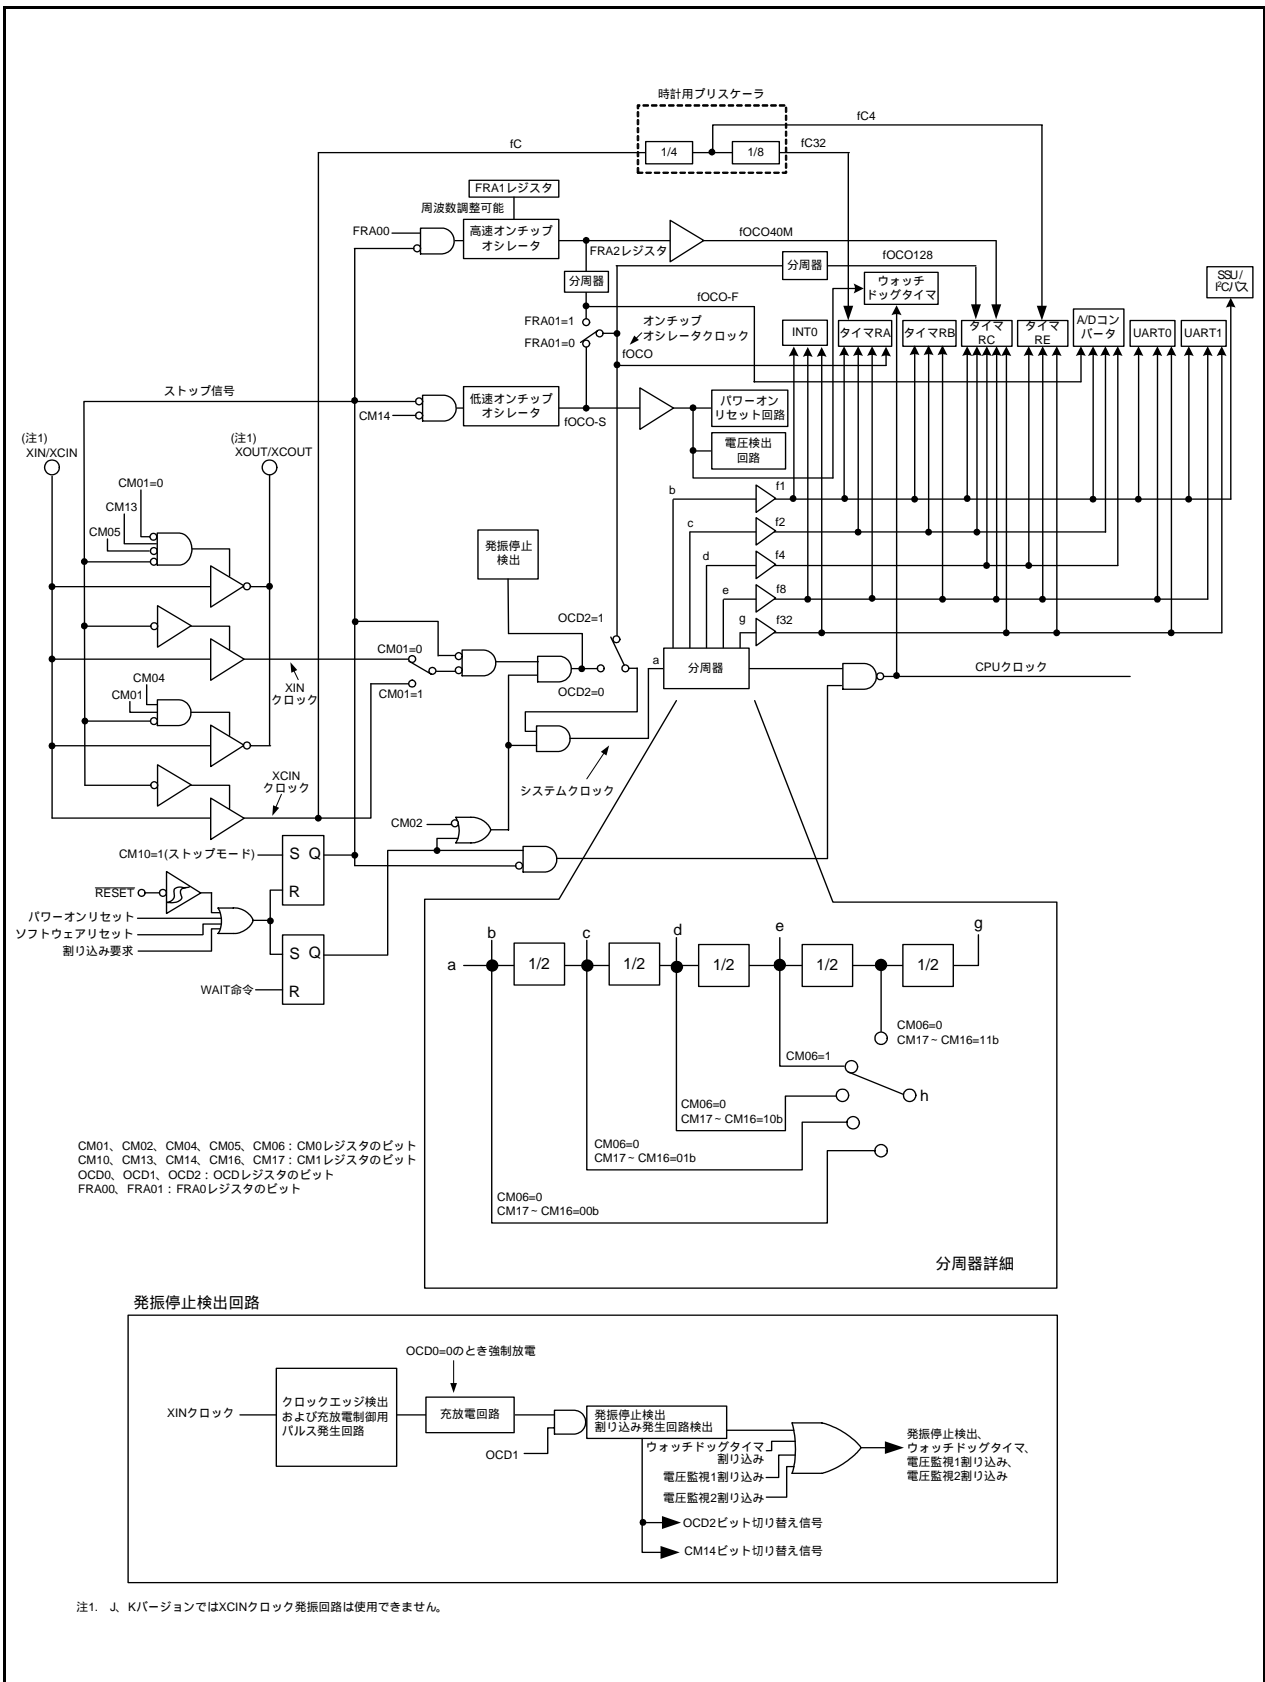 時計用プリスケーラ
fC4
fC
1/4
1/8
fC32
FRA1レジスタ
周波数調整可能
FRA00
高速オンチップ
オシレータ
FRA2レジスタ
fOCO40M
分周器
fOCO128
分周器
fOCO-F
ウォッチ
ドッグタイマ
SSU /
I²Cバス
FRA01=1
FRA01=0
オンチップ
オシレータクロック
fOCO
INT0
タイマRA
タイマRB
タイマ
RC
タイマ
RE
A/Dコン
バータ
UART0
UART1
ストップ信号
CM14
低速オンチップ
オシレータ
fOCO-S
パワーオン
リセット回路
電圧検出
回路
(注1)
XIN/XCIN
(注1)
XOUT/XCOUT
CM01=0
CM13
CM05
発振停止
検出
b
f1
c
f2
d
f4
e
f8
g
f32
OCD2=1
OCD2=0
a
分周器
CPUクロック
CM01=0
CM01=1
XIN
クロック
CM04
CM01
システムクロック
XCIN
クロック
CM02
CM10=1(ストップモード)
S Q
R
RESET
パワーオンリセット
ソフトウェアリセット
割り込み要求
S Q
R
WAIT命令
b
c
d
e
g
a
1/2
1/2
1/2
1/2
1/2
CM06=0
CM17~CM16=11b
CM06=1
h
CM06=0
CM17~CM16=10b
CM06=0
CM17~CM16=01b
CM06=0
CM17~CM16=00b
分周器詳細
CM01、CM02、CM04、CM05、CM06：CM0レジスタのビット
CM10、CM13、CM14、CM16、CM17：CM1レジスタのビット
OCD0、OCD1、OCD2：OCDレジスタのビット
FRA00、FRA01：FRA0レジスタのビット
発振停止検出回路
OCD0=0のとき強制放電
XINクロック
クロックエッジ検出
および充放電制御用
パルス発生回路
充放電回路
OCD1
発振停止検出
割り込み発生回路検出
ウォッチドッグタイマ
割り込み
電圧監視1割り込み
電圧監視2割り込み
発振停止検出、
ウォッチドッグタイマ、
電圧監視1割り込み、
電圧監視2割り込み
OCD2ビット切り替え信号
CM14ビット切り替え信号
注1. J、KバージョンではXCINクロック発振回路は使用できません。